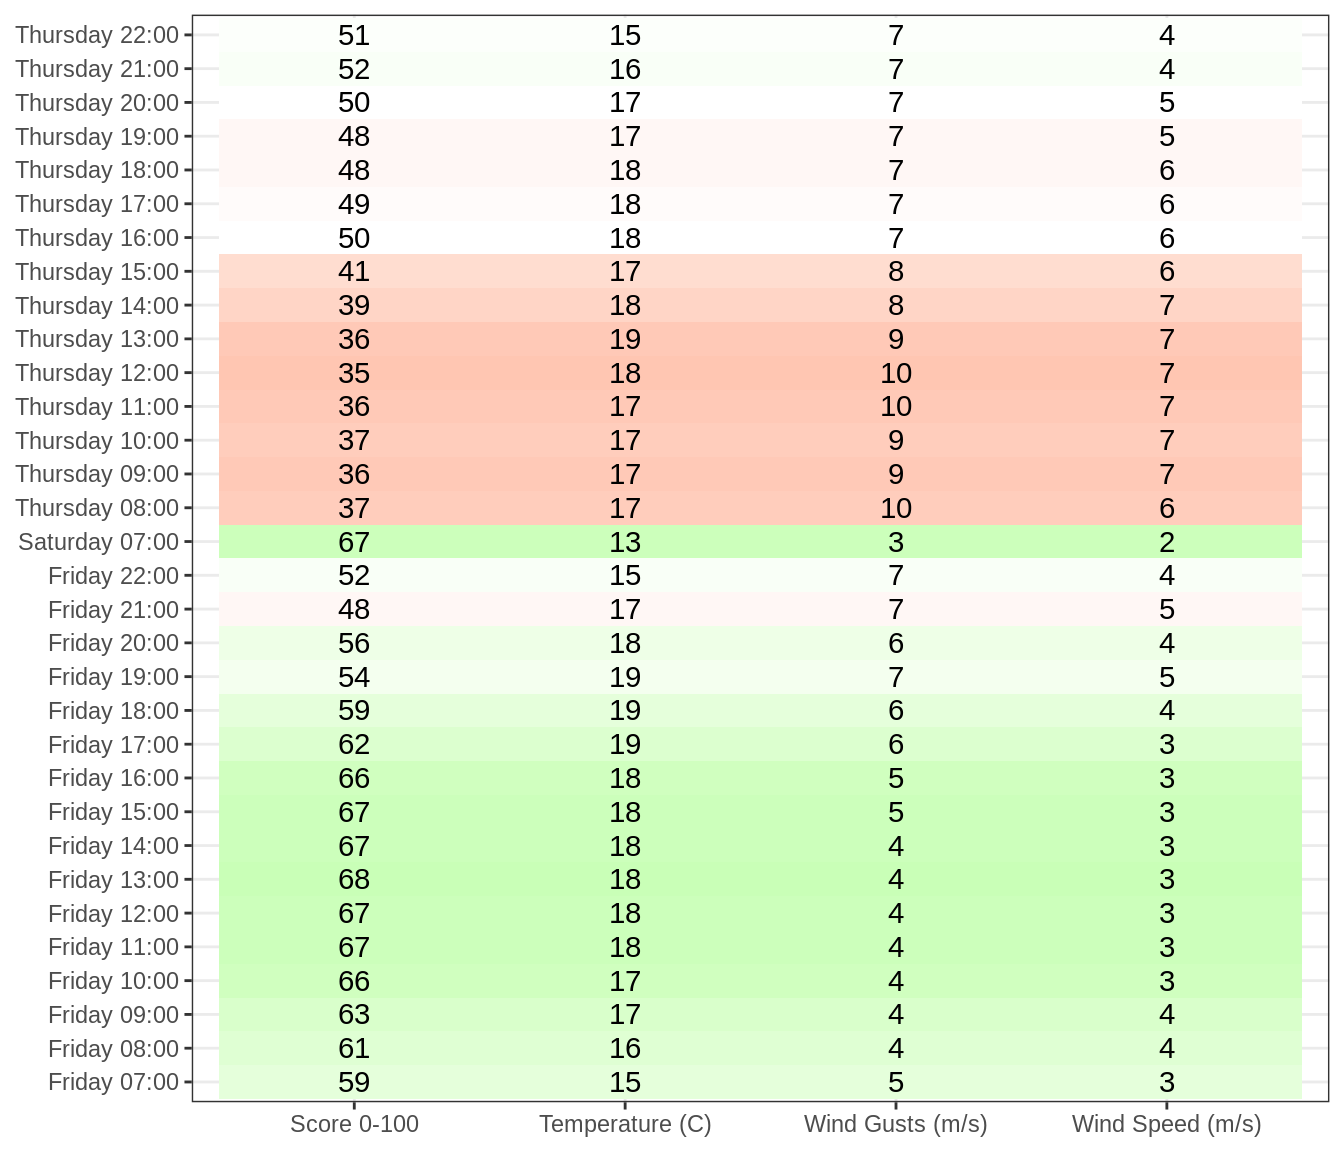 Thursday 22:00 51 15 7 4
Thursday 21:00 52 16 7 4
Thursday 20:00 50 17 7 5
Thursday 19:00 48 17 7 5
Thursday 18:00 48 18 7 6
Thursday 17:00 49 18 7 6
Thursday 16:00 50 18 7 6
Thursday 15:00 41 17 8 6
Thursday 14:00 39 18 8 7
Thursday 13:00 36 19 9 7
Thursday 12:00 35 18 10 7
Thursday 11:00 36 17 10 7
Thursday 10:00 37 17 9 7
Thursday 09:00 36 17 9 7
Thursday 08:00 37 17 10 6
Saturday 07:00 67 13 3 2
Friday 22:00 52 15 7 4
Friday 21:00 48 17 7 5
Friday 20:00 56 18 6 4
Friday 19:00 54 19 7 5
Friday 18:00 59 19 6 4
Friday 17:00 62 19 6 3
Friday 16:00 66 18 5 3
Friday 15:00 67 18 5 3
Friday 14:00 67 18 4 3
Friday 13:00 68 18 4 3
Friday 12:00 67 18 4 3
Friday 11:00 67 18 4 3
Friday 10:00 66 17 4 3
Friday 09:00 63 17 4 4
Friday 08:00 61 16 4 4
Friday 07:00 59 15 5 3
Score 0-100 Temperature (C) Wind Gusts (m/s) Wind Speed (m/s)